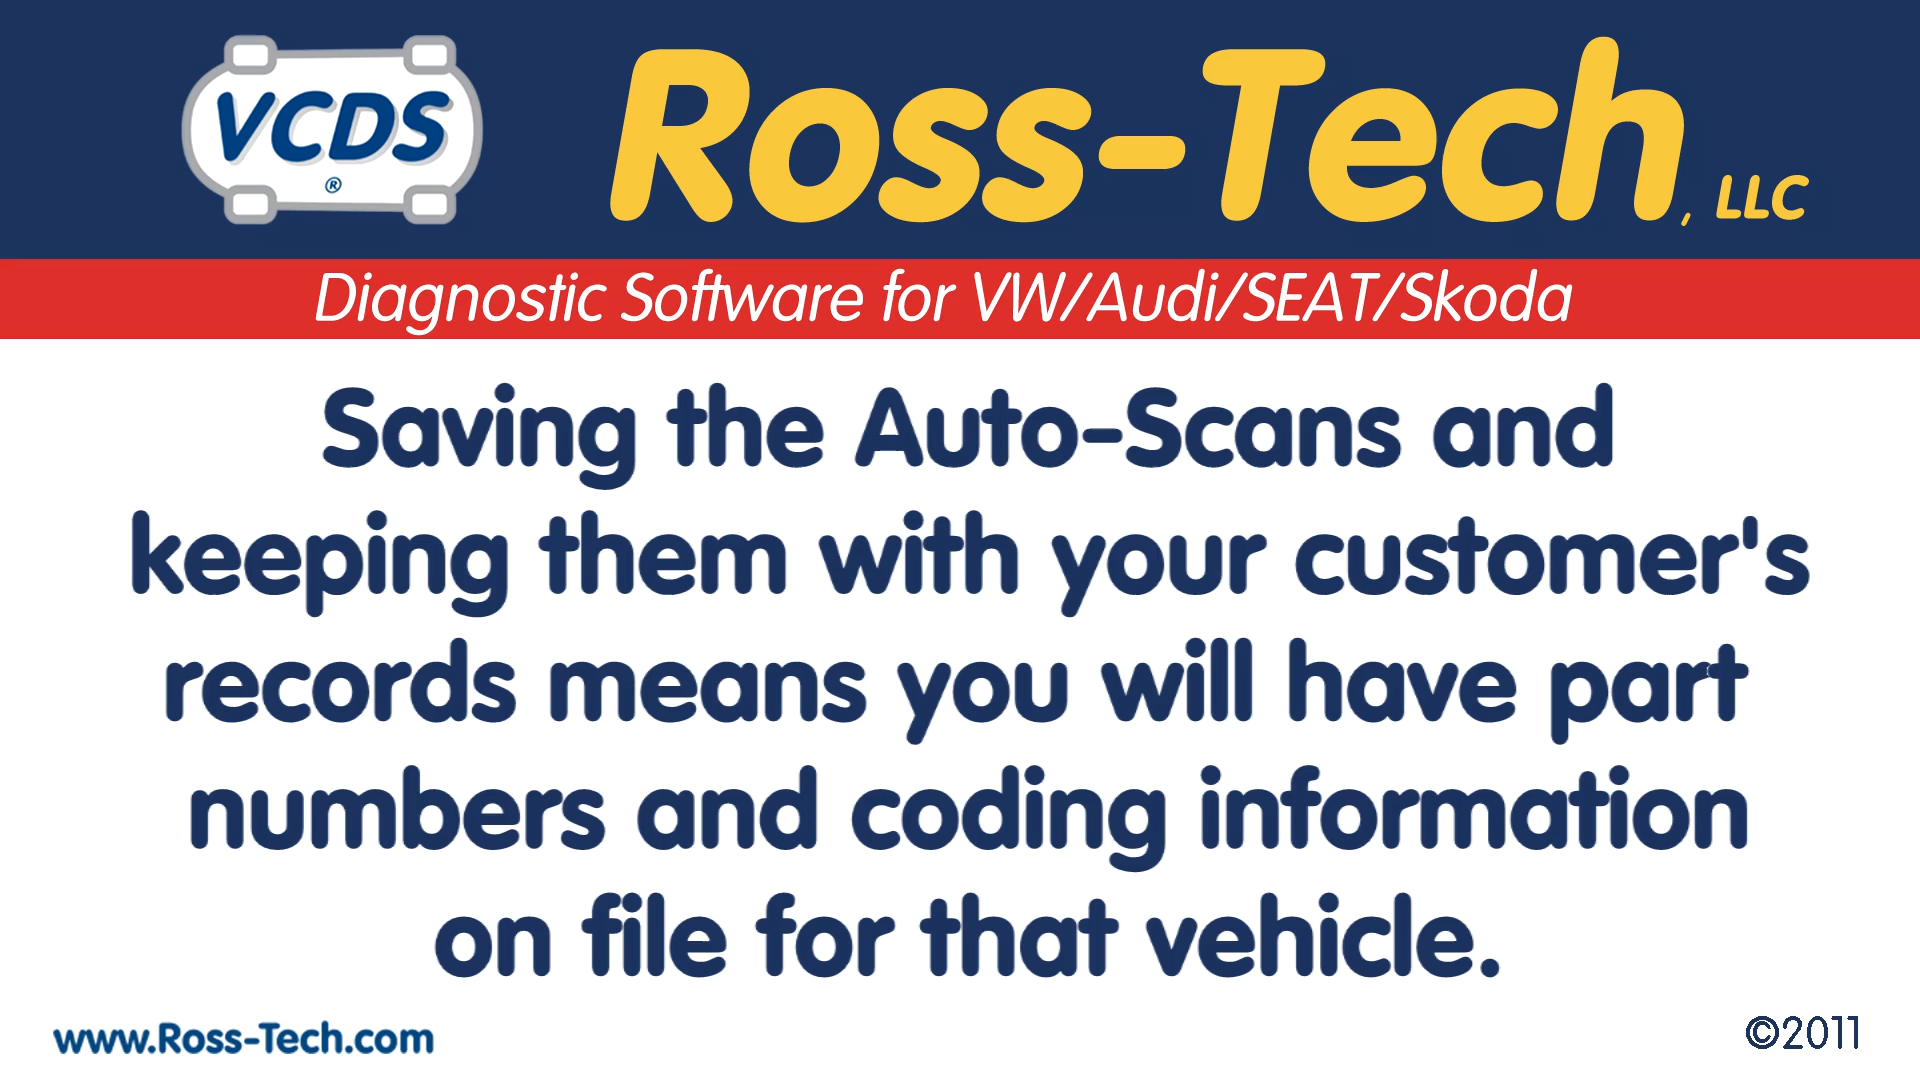 VCDS
®
Ross-Tech, LLC
Diagnostic Software for VW/Audi/SEAT/Skoda
Saving the Auto-Scans and
keeping them with your customer's
records means you will have part
numbers and coding information
on file for that vehicle.
www.Ross-Tech.com
©2011